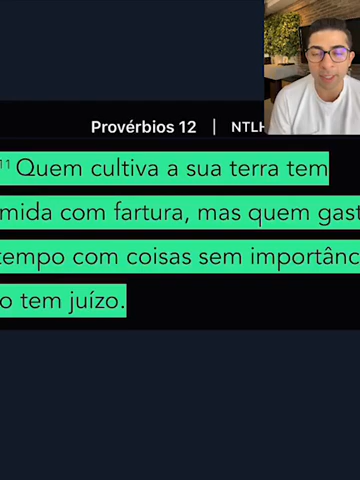 Provérbios 12 | NTLH
11 Quem cultiva a sua terra tem
mida com fartura, mas quem gast
tempo com coisas sem importânc
o tem juízo.